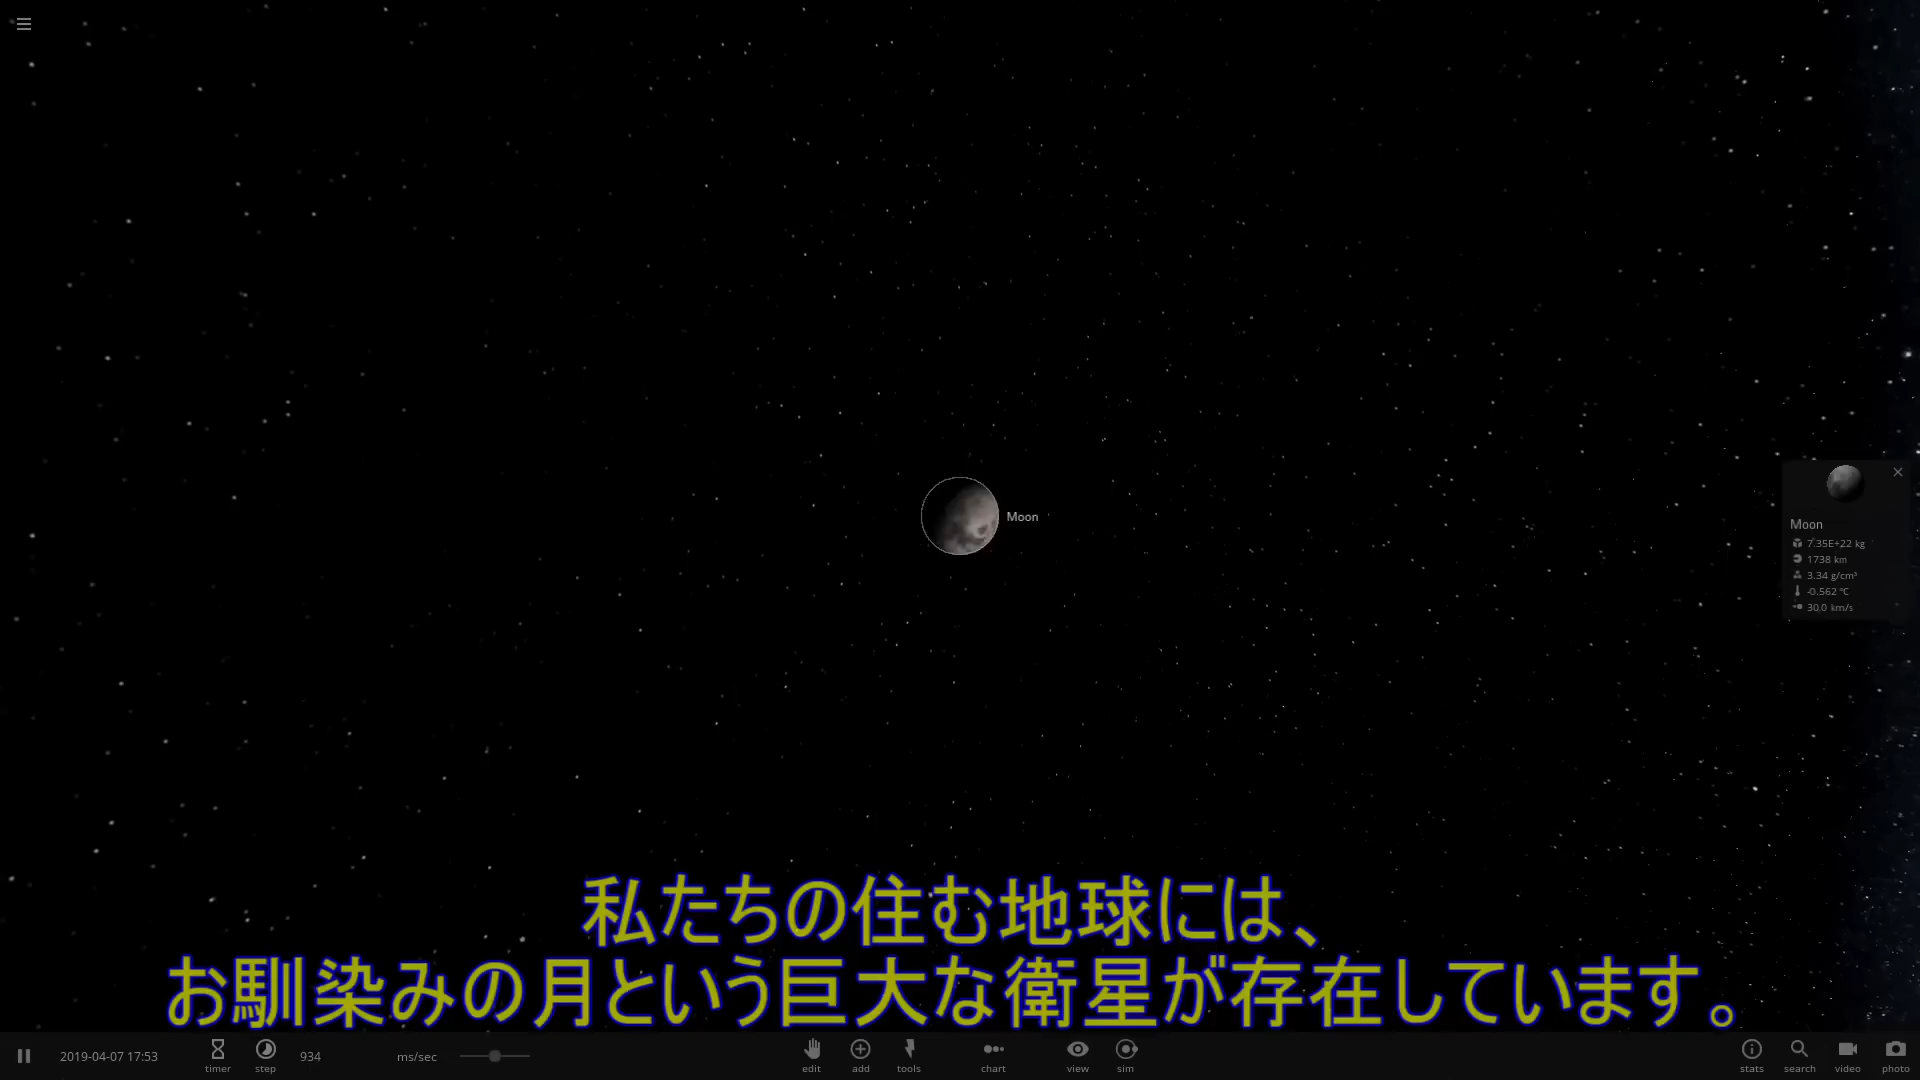 Moon
Moon
7.35E+22 kg
1738 km
3.34 g/cm³
-0.562 °C
30.0 km/s
私たちの住む地球には、
お馴染みの月という巨大な衛星が存在しています。
2019-04-07 17:53
timer
step
934
ms/sec
edit
add
tools
chart
view
sim
stats
search
video
photo